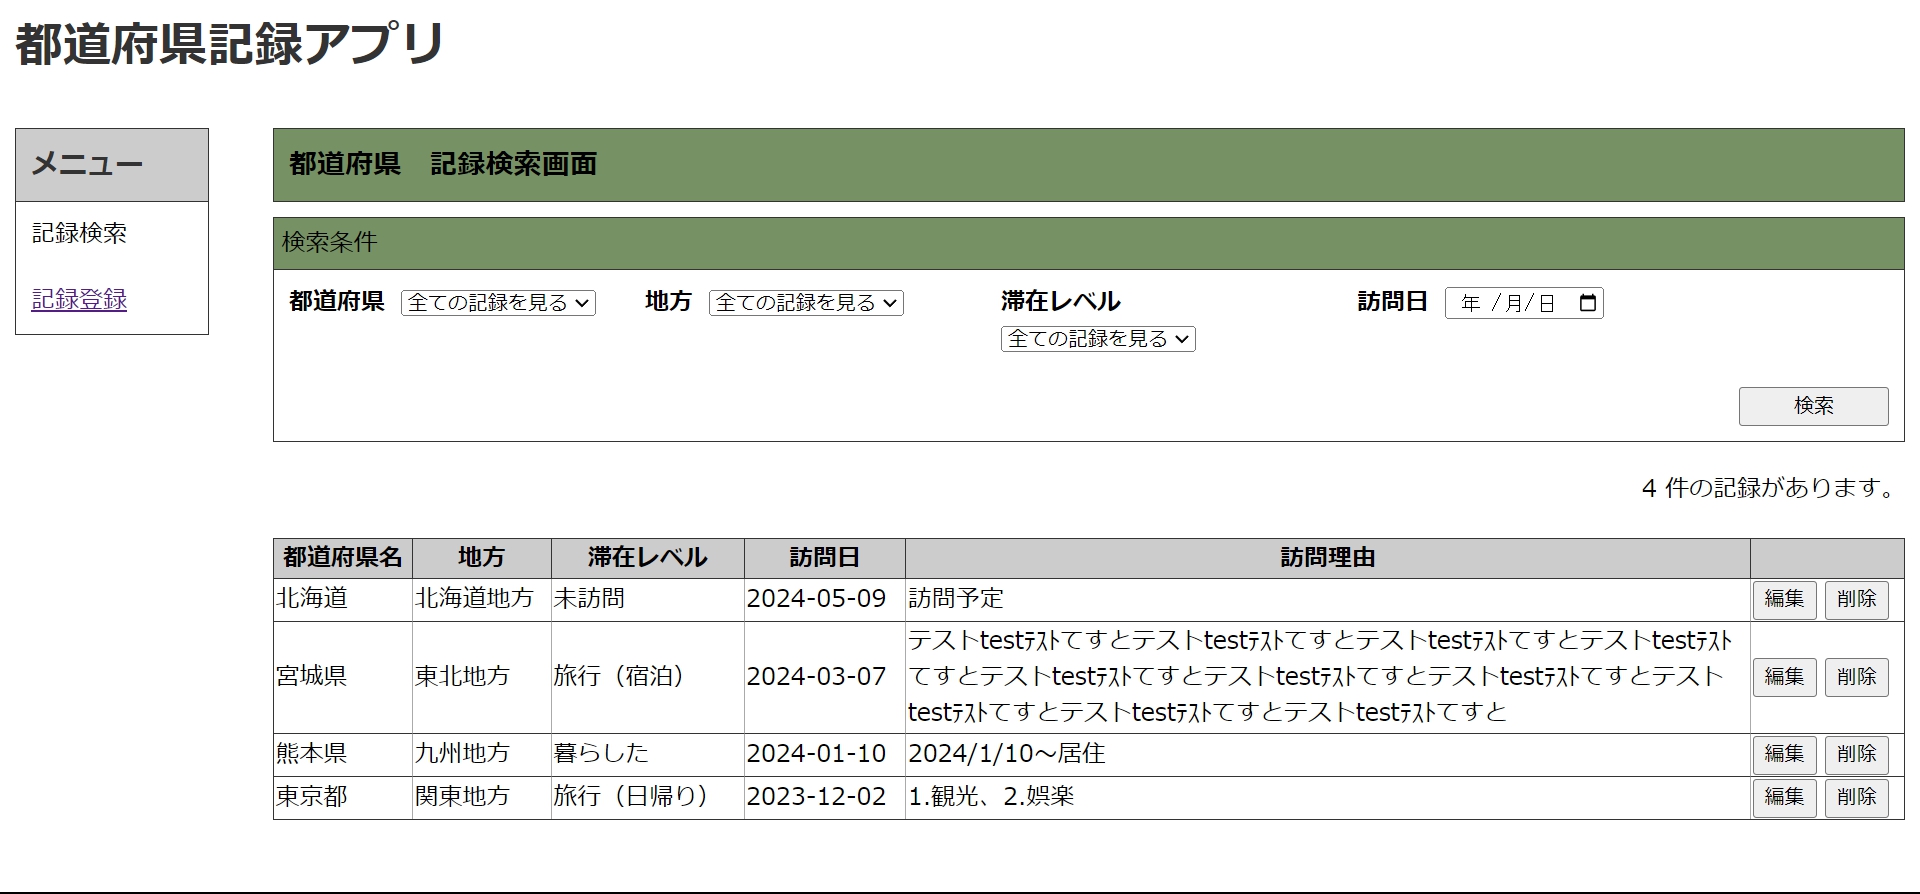 都道府県記録アプリ
メニュー
記録検索
記録登録
都道府県　記録検索画面
検索条件
都道府県 全ての記録を見る 地方 全ての記録を見る 滞在レベル 訪問日 年 /月/日
全ての記録を見る
検索
4 件の記録があります。
都道府県名 地方 滞在レベル 訪問日 訪問理由
北海道 北海道地方 未訪問 2024-05-09 訪問予定 編集 削除
宮城県 東北地方 旅行（宿泊） 2024-03-07 テストtestﾃｽﾄてすとテストtestﾃｽﾄてすとテストtestﾃｽﾄてすとテストtestﾃｽﾄ
てすとテストtestﾃｽﾄてすとテストtestﾃｽﾄてすとテストtestﾃｽﾄてすとテスト
testﾃｽﾄてすとテストtestﾃｽﾄてすとテストtestﾃｽﾄてすと 編集 削除
熊本県 九州地方 暮らした 2024-01-10 2024/1/10～居住 編集 削除
東京都 関東地方 旅行（日帰り） 2023-12-02 1.観光、2.娯楽 編集 削除